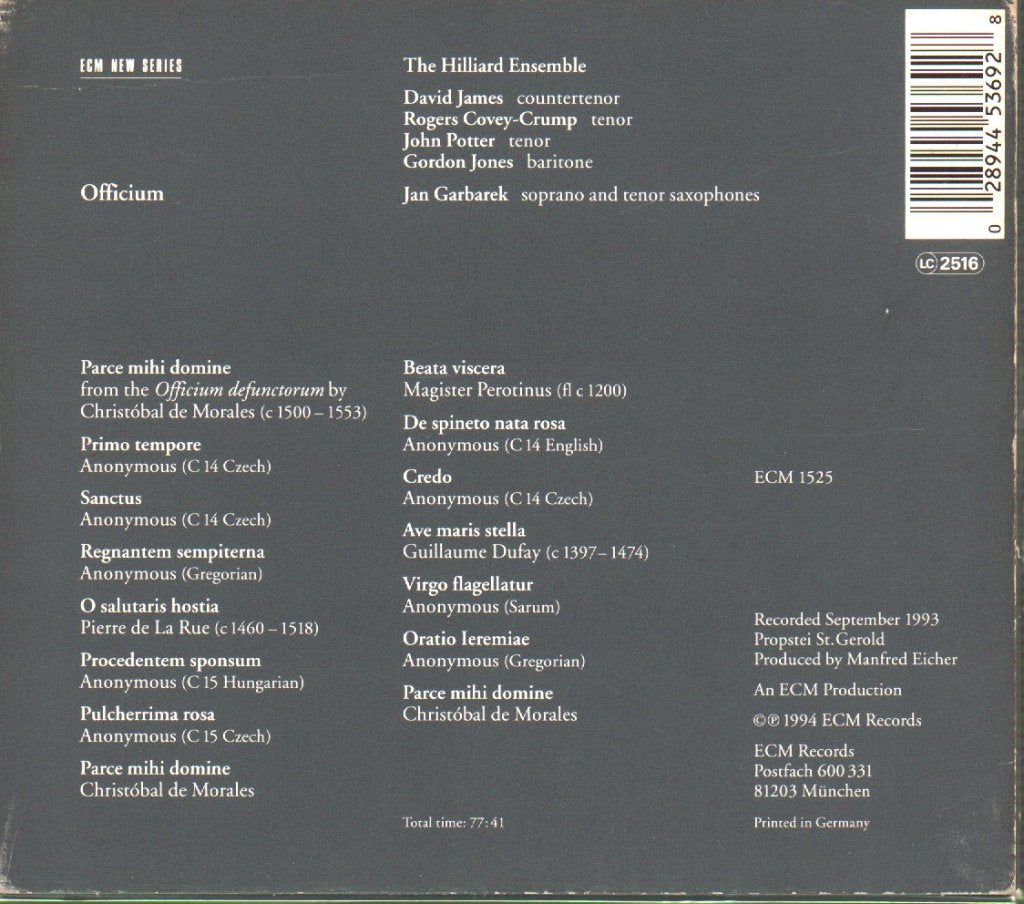 ECM NEW SERIES
Officium
The Hilliard Ensemble
David James countertenor
Rogers Covey-Crump tenor
John Potter tenor
Gordon Jones baritone
Jan Garbarek soprano and tenor saxophones
0 28944 53692 8
LC 2516
Parce mihi domine
from the Officium defunctorum by
Christóbal de Morales (c 1500 – 1553)
Primo tempore
Anonymous (C 14 Czech)
Sanctus
Anonymous (C 14 Czech)
Regnantem sempiterna
Anonymous (Gregorian)
O salutaris hostia
Pierre de La Rue (c 1460 – 1518)
Procedentem sponsum
Anonymous (C 15 Hungarian)
Pulcherrima rosa
Anonymous (C 15 Czech)
Parce mihi domine
Christóbal de Morales
Beata viscera
Magister Perotinus (fl c 1200)
De spineto nata rosa
Anonymous (C 14 English)
Credo
Anonymous (C 14 Czech)
Ave maris stella
Guillaume Dufay (c 1397 – 1474)
Virgo flagellatur
Anonymous (Sarum)
Oratio Ieremiae
Anonymous (Gregorian)
Parce mihi domine
Christóbal de Morales
Total time: 77:41
ECM 1525
Recorded September 1993
Propstei St. Gerold
Produced by Manfred Eicher
An ECM Production
©℗ 1994 ECM Records
ECM Records
Postfach 600 331
81203 München
Printed in Germany